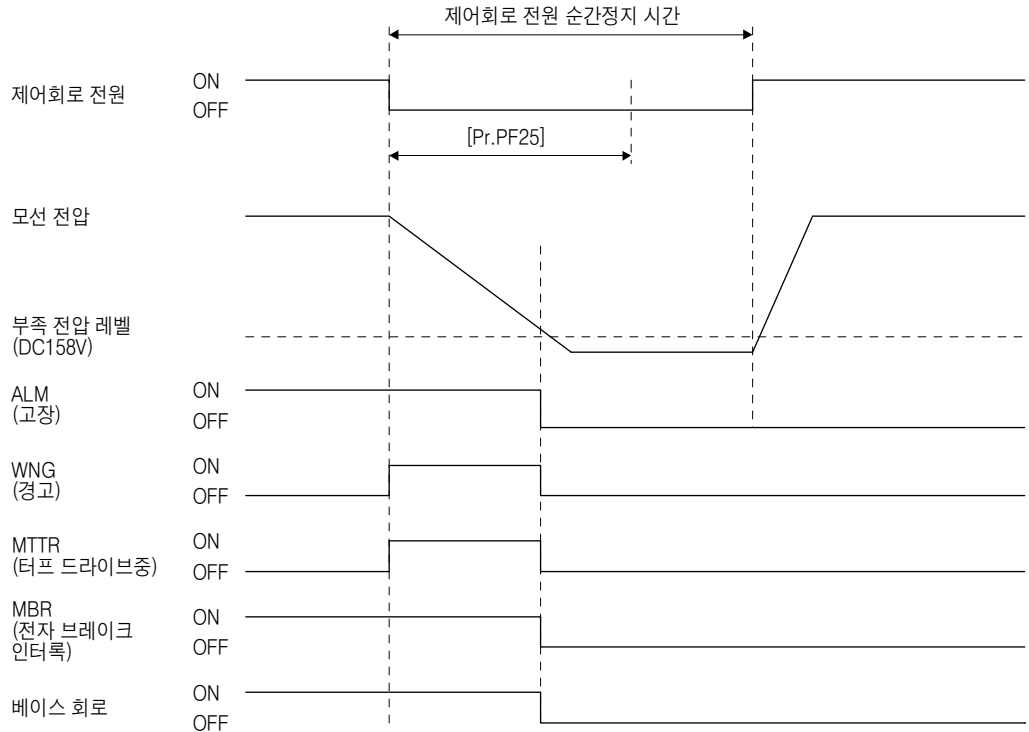 제어회로 전원 순간정지 시간
제어회로 전원
ON
OFF
[Pr.PF25]
모선 전압
부족 전압 레벨
(DC158V)
ALM
(고장)
ON
OFF
WNG
(경고)
ON
OFF
MTTR
(터프 드라이브중)
ON
OFF
MBR
(전자 브레이크
인터록)
ON
OFF
베이스 회로
ON
OFF